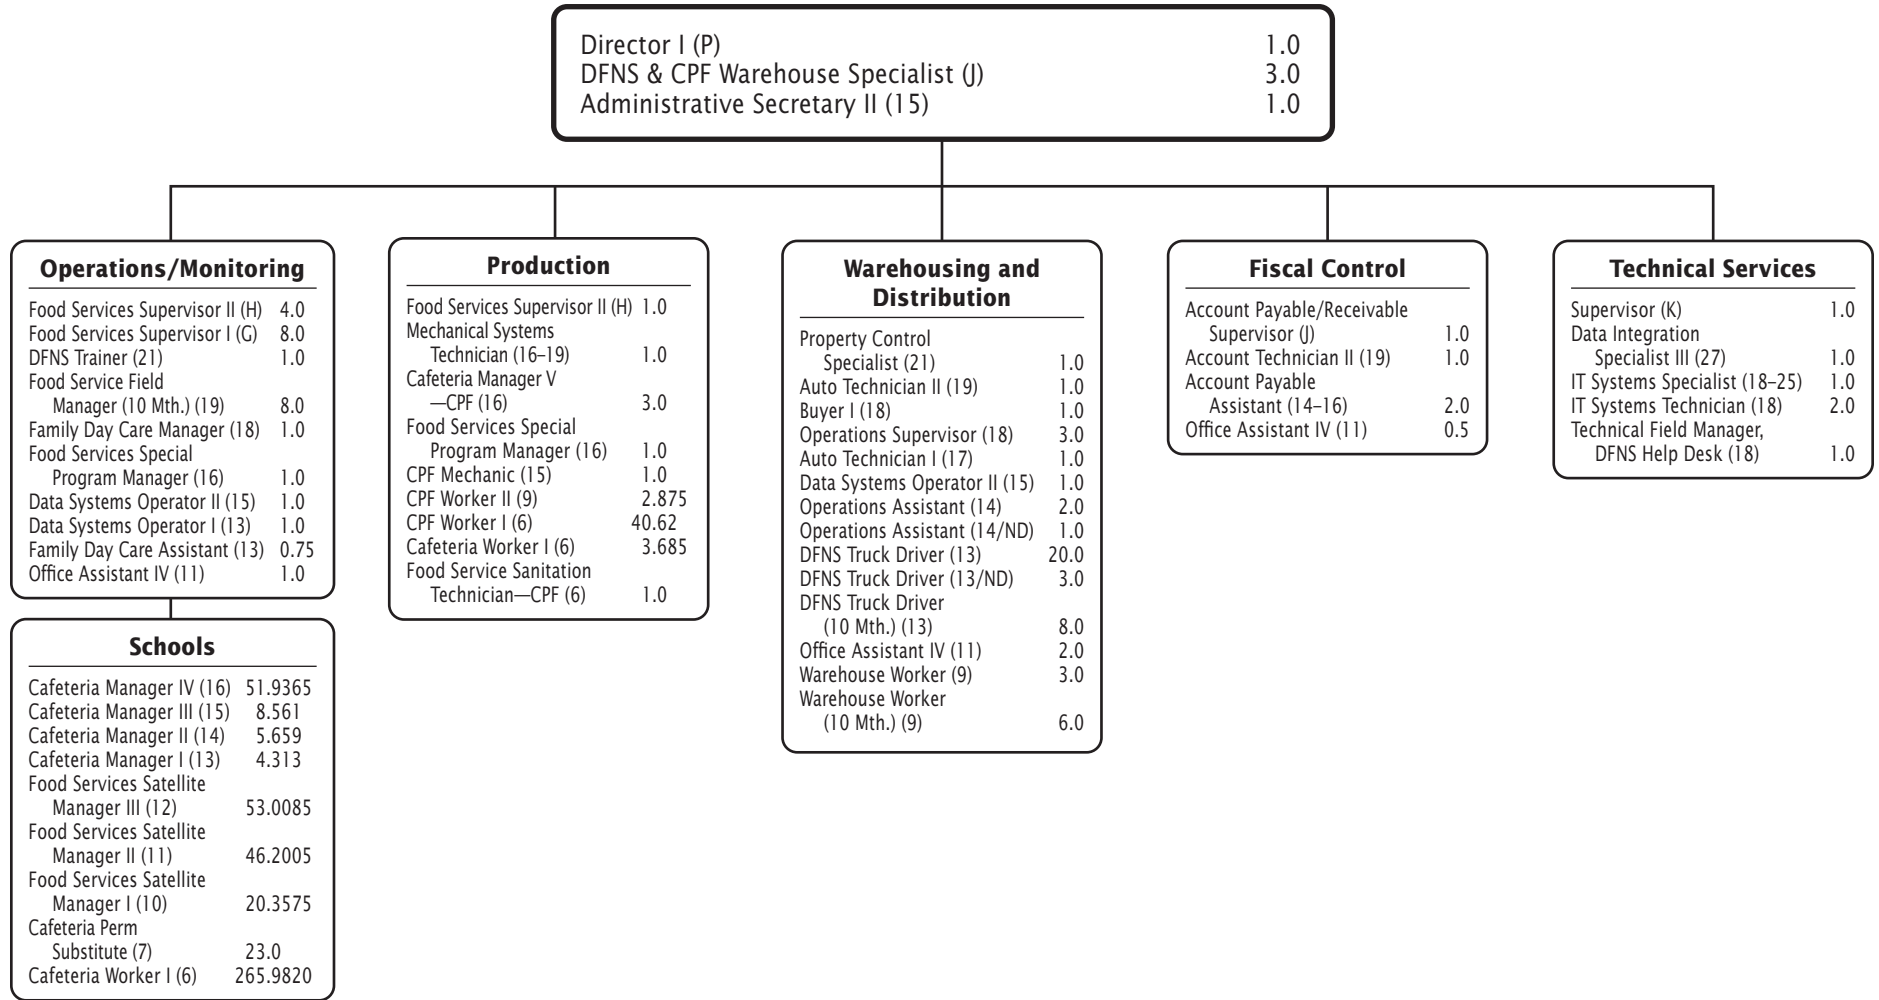 Director I (P) 1.0
DFNS & CPF Warehouse Specialist (J) 3.0
Administrative Secretary II (15) 1.0
Operations/Monitoring
Food Services Supervisor II (H) 4.0
Food Services Supervisor I (G) 8.0
DFNS Trainer (21) 1.0
Food Service Field
Manager (10 Mth.) (19) 8.0
Family Day Care Manager (18) 1.0
Food Services Special
Program Manager (16) 1.0
Data Systems Operator II (15) 1.0
Data Systems Operator I (13) 1.0
Family Day Care Assistant (13) 0.75
Office Assistant IV (11) 1.0
Schools
Cafeteria Manager IV (16) 51.9365
Cafeteria Manager III (15) 8.561
Cafeteria Manager II (14) 5.659
Cafeteria Manager I (13) 4.313
Food Services Satellite
Manager III (12) 53.0085
Food Services Satellite
Manager II (11) 46.2005
Food Services Satellite
Manager I (10) 20.3575
Cafeteria Perm
Substitute (7) 23.0
Cafeteria Worker I (6) 265.9820
Production
Food Services Supervisor II (H) 1.0
Mechanical Systems
Technician (16–19) 1.0
Cafeteria Manager V
—CPF (16) 3.0
Food Services Special
Program Manager (16) 1.0
CPF Mechanic (15) 1.0
CPF Worker II (9) 2.875
CPF Worker I (6) 40.62
Cafeteria Worker I (6) 3.685
Food Service Sanitation
Technician—CPF (6) 1.0
Warehousing and
Distribution
Property Control
Specialist (21) 1.0
Auto Technician II (19) 1.0
Buyer I (18) 1.0
Operations Supervisor (18) 3.0
Auto Technician I (17) 1.0
Data Systems Operator II (15) 1.0
Operations Assistant (14) 2.0
Operations Assistant (14/ND) 1.0
DFNS Truck Driver (13) 20.0
DFNS Truck Driver (13/ND) 3.0
DFNS Truck Driver
(10 Mth.) (13) 8.0
Office Assistant IV (11) 2.0
Warehouse Worker (9) 3.0
Warehouse Worker
(10 Mth.) (9) 6.0
Fiscal Control
Account Payable/Receivable
Supervisor (J) 1.0
Account Technician II (19) 1.0
Account Payable
Assistant (14–16) 2.0
Office Assistant IV (11) 0.5
Technical Services
Supervisor (K) 1.0
Data Integration
Specialist III (27) 1.0
IT Systems Specialist (18–25) 1.0
IT Systems Technician (18) 2.0
Technical Field Manager,
DFNS Help Desk (18) 1.0